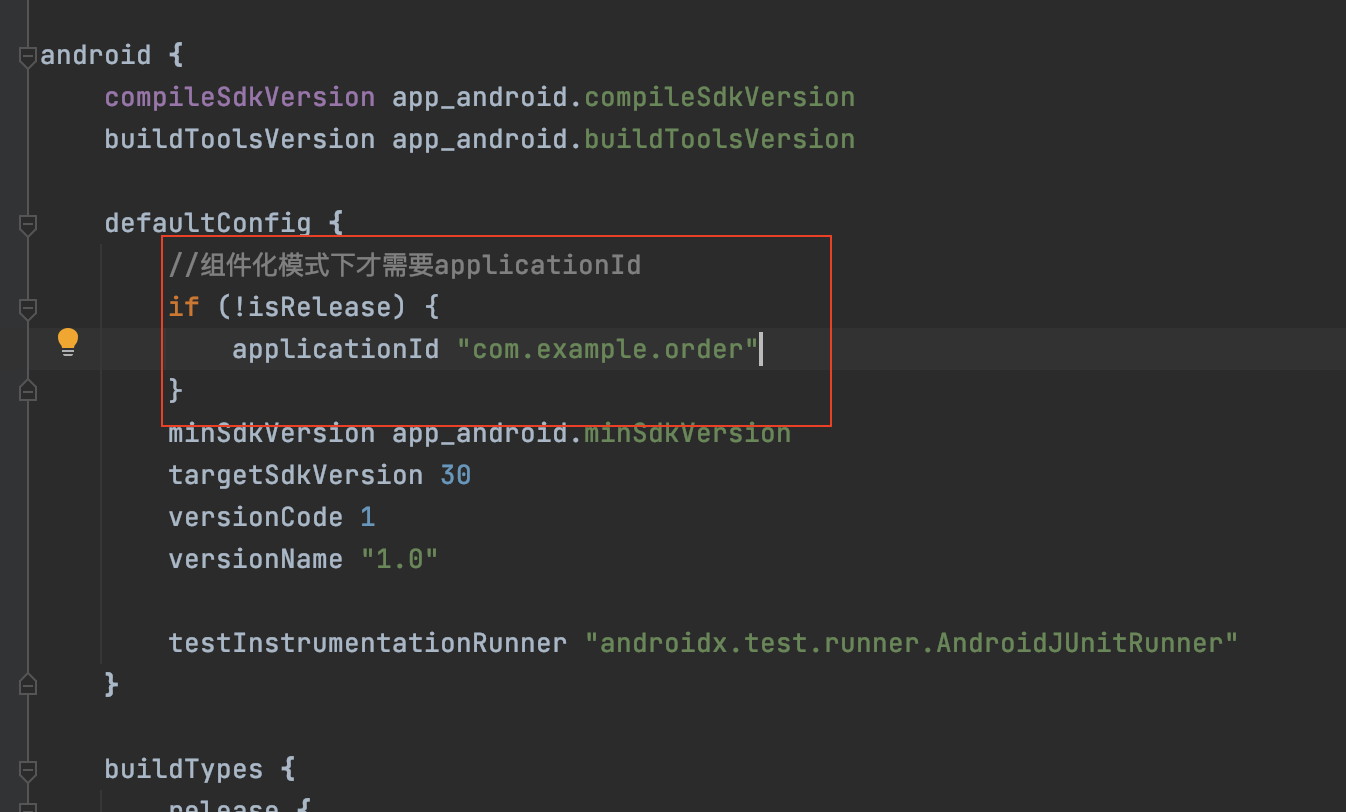 android {
compileSdkVersion app_android.compileSdkVersion
buildToolsVersion app_android.buildToolsVersion
defaultConfig {
//组件化模式下才需要applicationId
if (!isRelease) {
applicationId "com.example.order"
}
minSdkVersion app_android.minSdkVersion
targetSdkVersion 30
versionCode 1
versionName "1.0"
testInstrumentationRunner "androidx.test.runner.AndroidJUnitRunner"
}
buildTypes {
release {